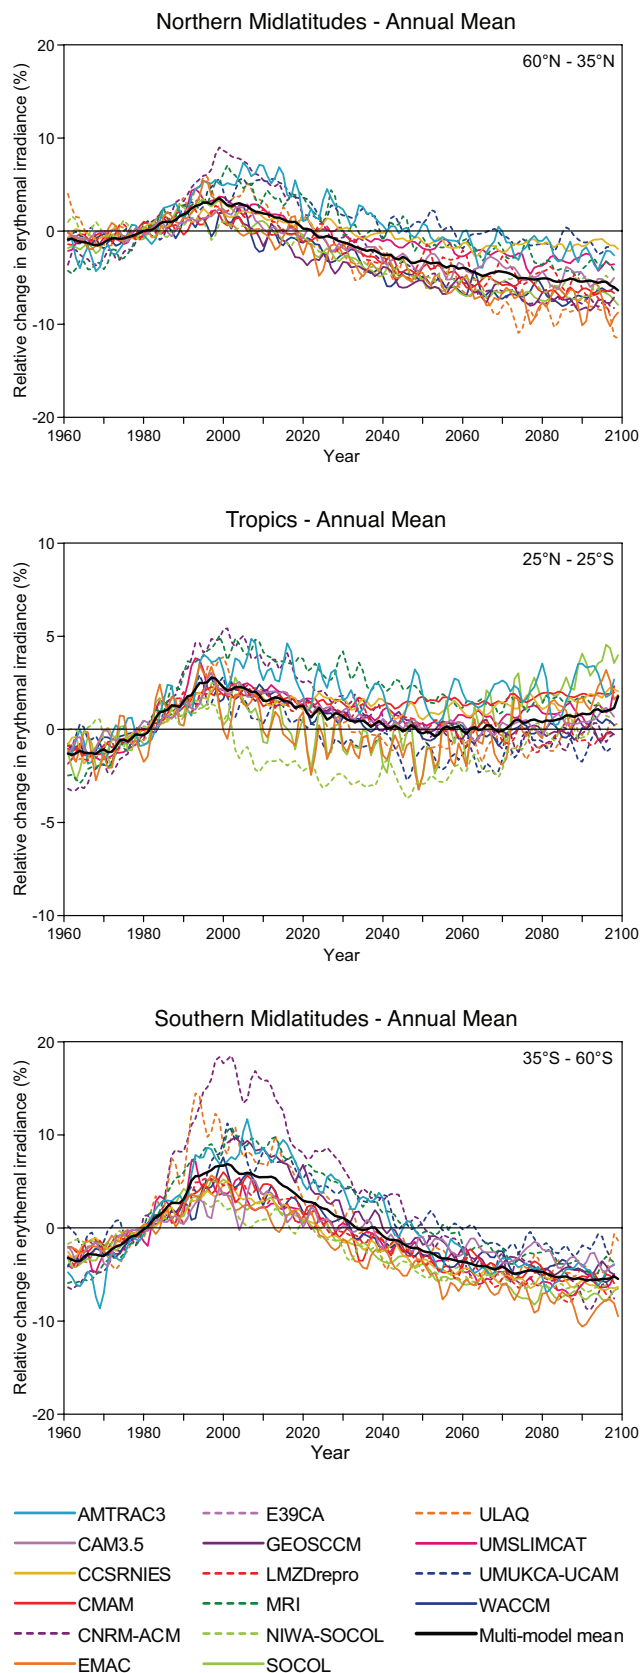 Northern Midlatitudes - Annual Mean
20
60°N - 35°N
10
0
-10
-20
Relative change in erythemal irradiance (%)
1960 1980 2000 2020 2040 2060 2080 2100
Year
Tropics - Annual Mean
10
25°N - 25°S
5
0
-5
-10
Relative change in erythemal irradiance (%)
1960 1980 2000 2020 2040 2060 2080 2100
Year
Southern Midlatitudes - Annual Mean
20
35°S - 60°S
10
0
-10
-20
Relative change in erythemal irradiance (%)
1960 1980 2000 2020 2040 2060 2080 2100
Year
AMTRAC3 E39CA ULAQ
CAM3.5 GEOSCCM UMSLIMCAT
CCSRNIES LMZDrepro UMUKCA-UCAM
CMAM MRI WACCM
CNRM-ACM NIWA-SOCOL Multi-model mean
EMAC SOCOL